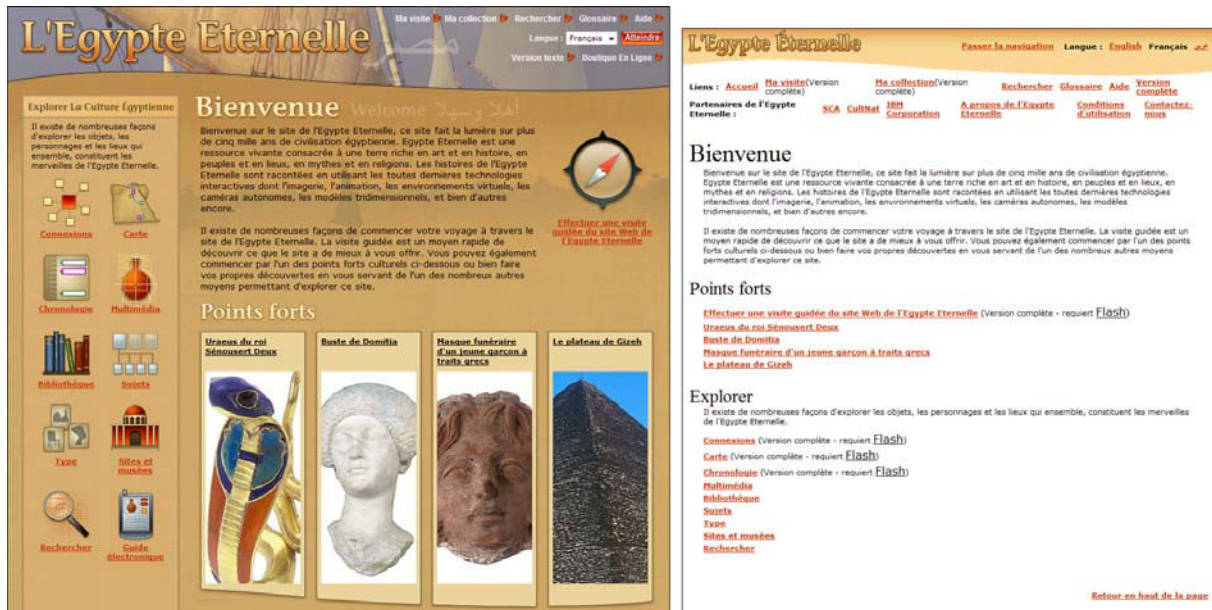 L'Egypte Eternelle
Ma visite Ma collection Rechercher Glossaire Aide
Langue : Français Atteindre
Version texte Boutique En Ligne
مصر
Explorer La Culture Égyptienne
Il existe de nombreuses façons
d'explorer les objets, les
personnages et les lieux qui
ensemble, constituent les
merveilles de l'Egypte Eternelle.
Connexions Carte
Chronologie Multimédia
Bibliothèque Sujets
Type Sites et
musées
Rechercher Guide
électronique
Bienvenue Welcome أهلا وسهلا
Bienvenue sur le site de l'Egypte Eternelle, ce site fait la lumière sur plus
de cinq mille ans de civilisation égyptienne. Egypte Eternelle est une
ressource vivante consacrée à une terre riche en art et en histoire, en
peuples et en lieux, en mythes et en religions. Les histoires de l'Egypte
Eternelle sont racontées en utilisant les toutes dernières technologies
interactives dont l'imagerie, l'animation, les environnements virtuels, les
caméras autonomes, les modèles tridimensionnels, et bien d'autres
encore.
Il existe de nombreuses façons de commencer votre voyage à travers le
site de l'Egypte Eternelle. La visite guidée est un moyen rapide de
découvrir ce que le site a de mieux à vous offrir. Vous pouvez également
commencer par l'un des points forts culturels ci-dessous ou bien faire
vos propres découvertes en vous servant de l'un des nombreux autres
moyens permettant d'explorer ce site.
Effectuer une visite
guidée du site Web de
l'Egypte Eternelle
Points forts
Uraeus du roi
Sénousert Deux
Buste de Domitia
Masque funéraire
d'un jeune garçon à
traits grecs
Le plateau de Gizeh
L'Egypte Éternelle
Passer la navigation Langue : English Français عربي
Liens : Accueil Ma visite(Version complète) Ma collection(Version complète) Rechercher Glossaire Aide Version complète
Partenaires de l'Egypte Eternelle : SCA CultNat IBM Corporation A propos de l'Egypte Eternelle Conditions d'utilisation Contactez-nous
Bienvenue
Bienvenue sur le site de l'Egypte Eternelle, ce site fait la lumière sur plus de cinq mille ans de civilisation égyptienne.
Egypte Eternelle est une ressource vivante consacrée à une terre riche en art et en histoire, en peuples et en lieux, en
mythes et en religions. Les histoires de l'Egypte Eternelle sont racontées en utilisant les toutes dernières technologies
interactives dont l'imagerie, l'animation, les environnements virtuels, les caméras autonomes, les modèles
tridimensionnels, et bien d'autres encore.
Il existe de nombreuses façons de commencer votre voyage à travers le site de l'Egypte Eternelle. La visite guidée est un
moyen rapide de découvrir ce que le site a de mieux à vous offrir. Vous pouvez également commencer par l'un des points
forts culturels ci-dessous ou bien faire vos propres découvertes en vous servant de l'un des nombreux autres moyens
permettant d'explorer ce site.
Points forts
Effectuer une visite guidée du site Web de l'Egypte Eternelle (Version complète - requiert Flash)
Uraeus du roi Sénousert Deux
Buste de Domitia
Masque funéraire d'un jeune garçon à traits grecs
Le plateau de Gizeh
Explorer
Il existe de nombreuses façons d'explorer les objets, les personnages et les lieux qui ensemble, constituent les merveilles
de l'Egypte Eternelle.
Connexions (Version complète - requiert Flash)
Carte (Version complète - requiert Flash)
Chronologie (Version complète - requiert Flash)
Multimédia
Bibliothèque
Sujets
Type
Sites et musées
Rechercher
Retour en haut de la page